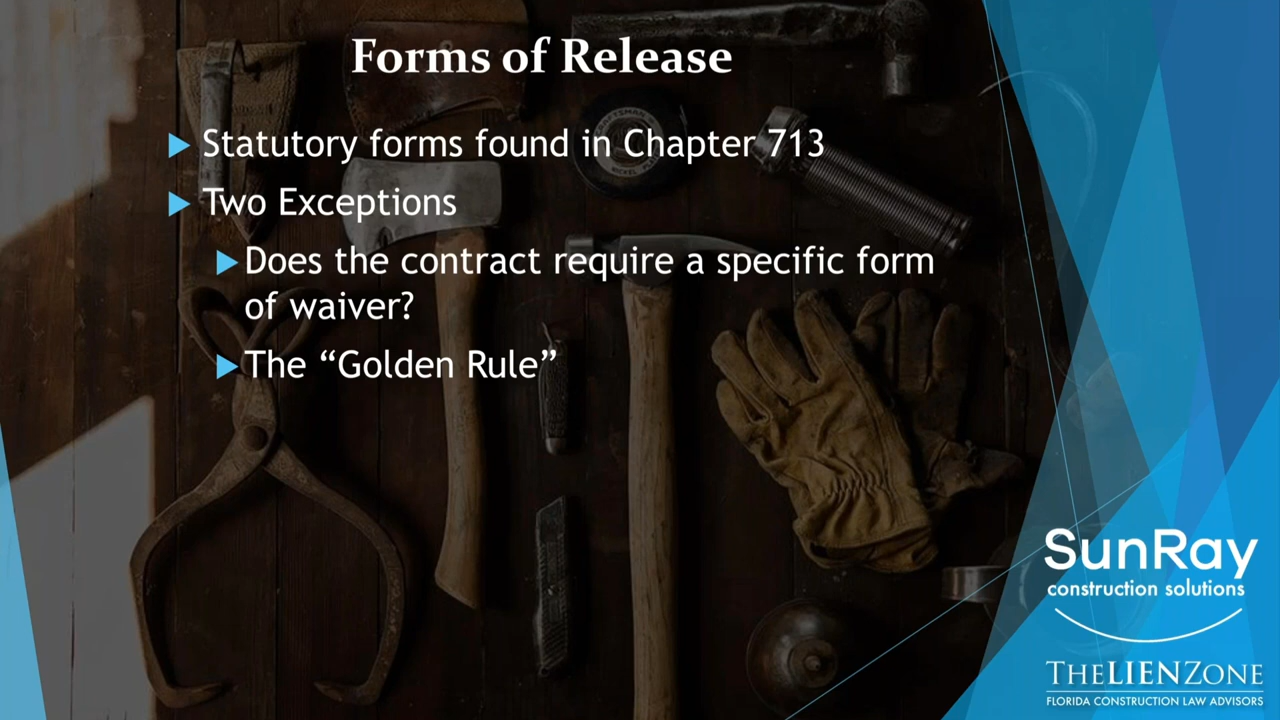 Forms of Release
Statutory forms found in Chapter 713
Two Exceptions
Does the contract require a specific form
of waiver?
The “Golden Rule”
SunRay
construction solutions
THELIENZONE
FLORIDA CONSTRUCTION LAW ADVISORS